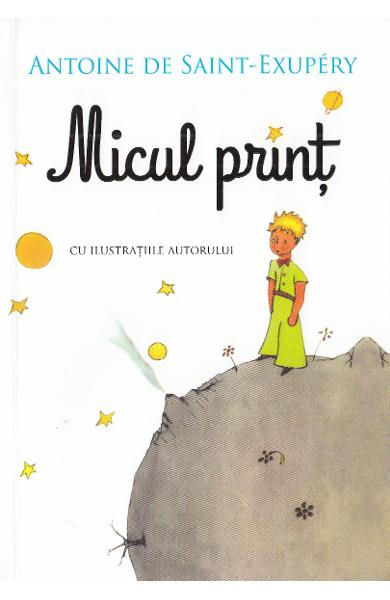 ANTOINE DE SAINT-EXUPÉRY
Micul prinț
CU ILUSTRAȚIILE AUTORULUI